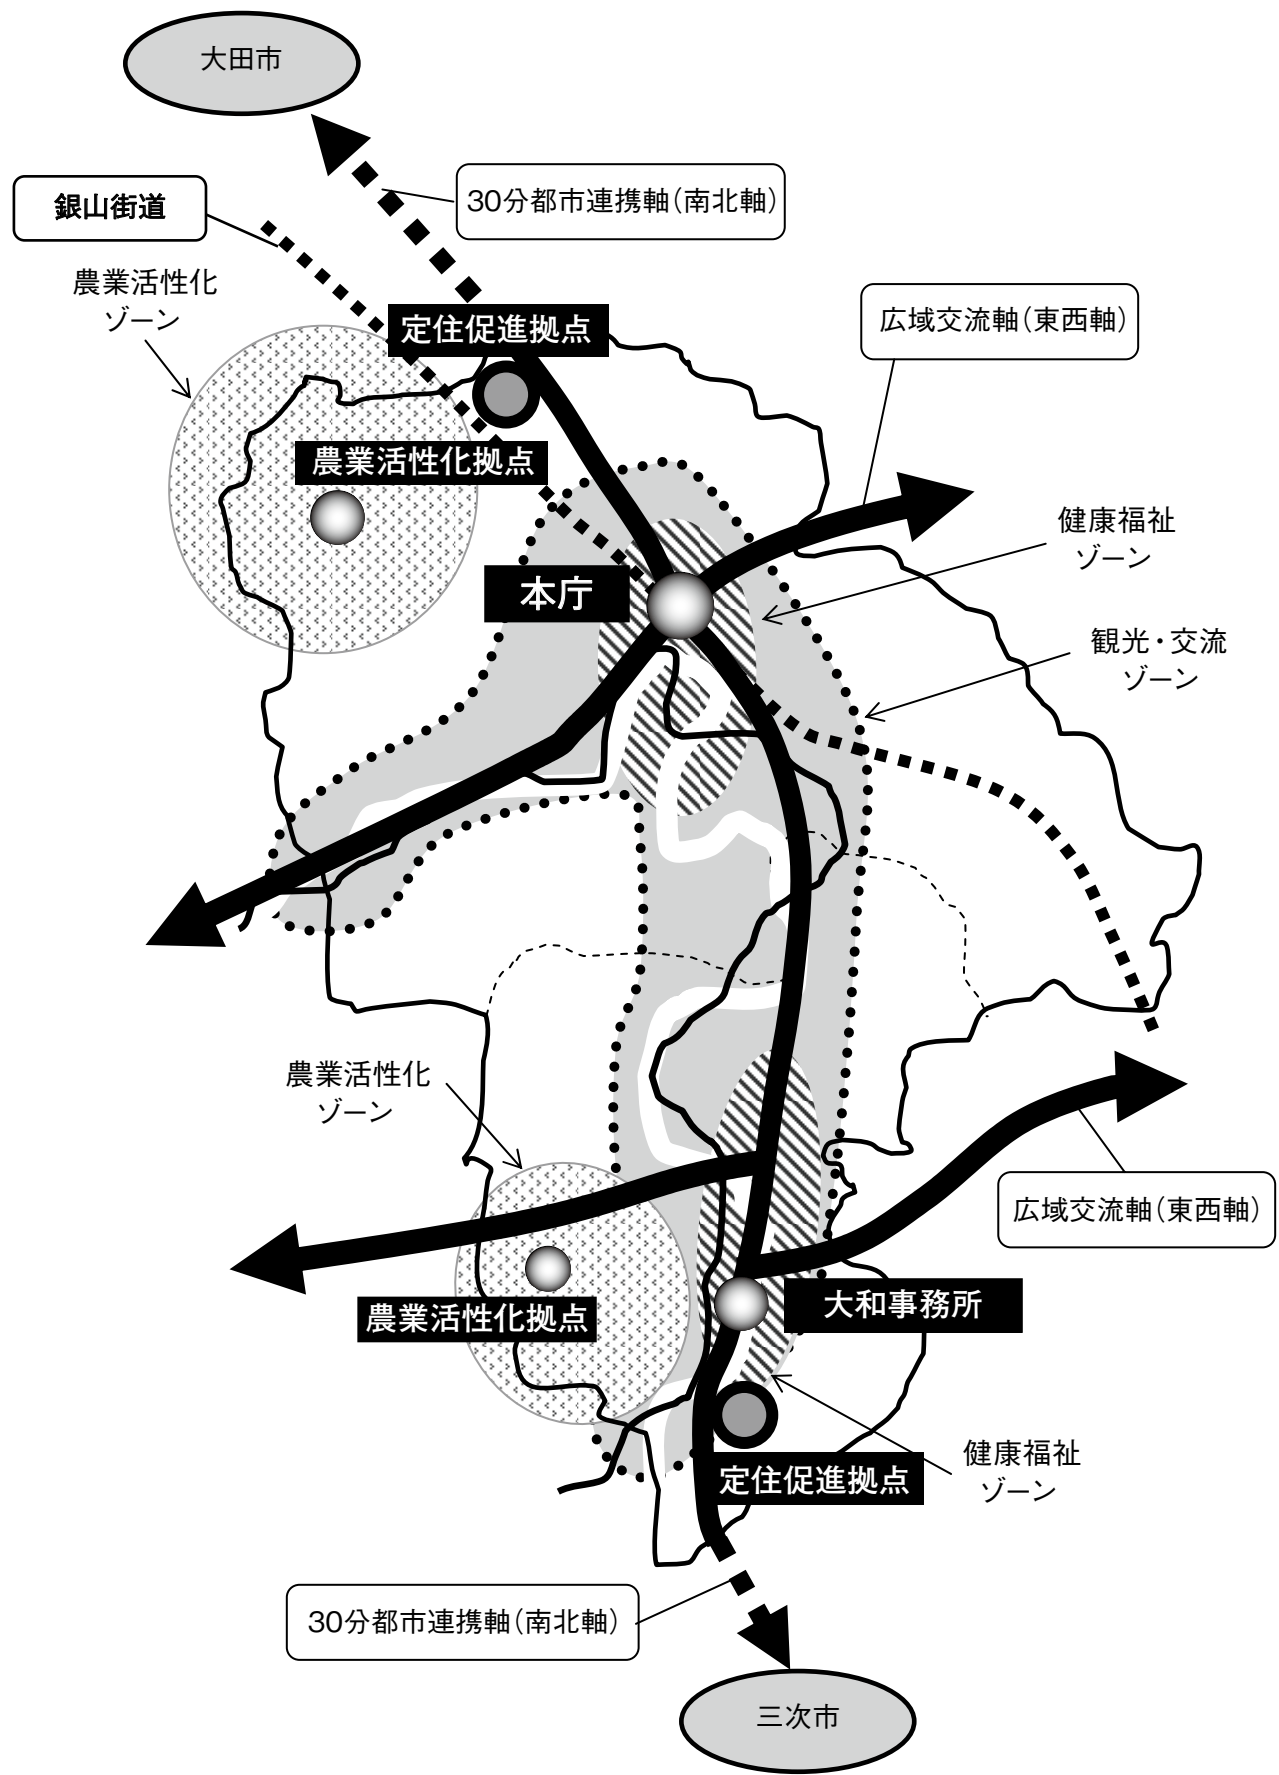 大田市
30分都市連携軸（南北軸）
銀山街道
農業活性化
ゾーン
広域交流軸（東西軸）
定住促進拠点
農業活性化拠点
健康福祉
ゾーン
本庁
観光・交流
ゾーン
農業活性化
ゾーン
広域交流軸（東西軸）
大和事務所
農業活性化拠点
健康福祉
ゾーン
定住促進拠点
30分都市連携軸（南北軸）
三次市